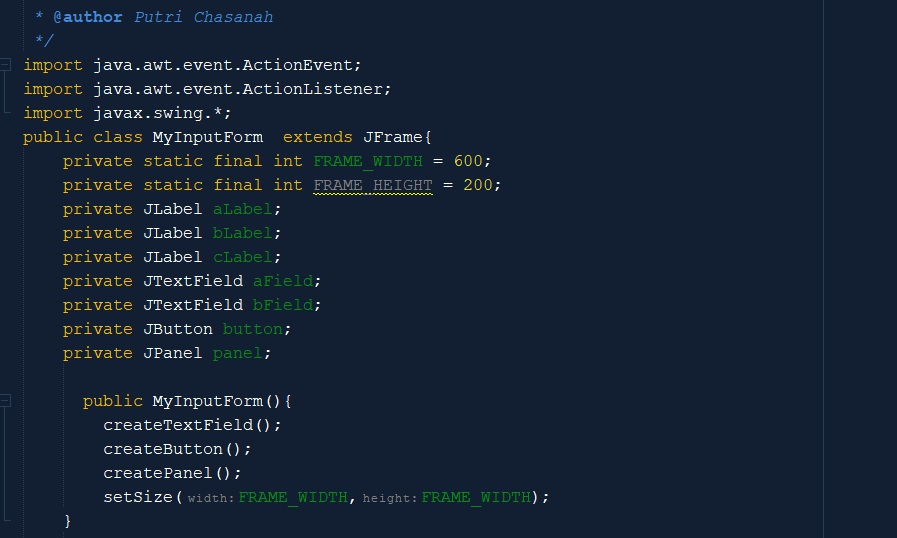 * @author Putri Chasanah
*/
import java.awt.event.ActionEvent;
import java.awt.event.ActionListener;
import javax.swing.*;
public class MyInputForm  extends JFrame{
    private static final int FRAME_WIDTH = 600;
    private static final int FRAME_HEIGHT = 200;
    private JLabel aLabel;
    private JLabel bLabel;
    private JLabel cLabel;
    private JTextField aField;
    private JTextField bField;
    private JButton button;
    private JPanel panel;

      public MyInputForm(){
        createTextField();
        createButton();
        createPanel();
        setSize(width:FRAME_WIDTH,height:FRAME_WIDTH);
    }